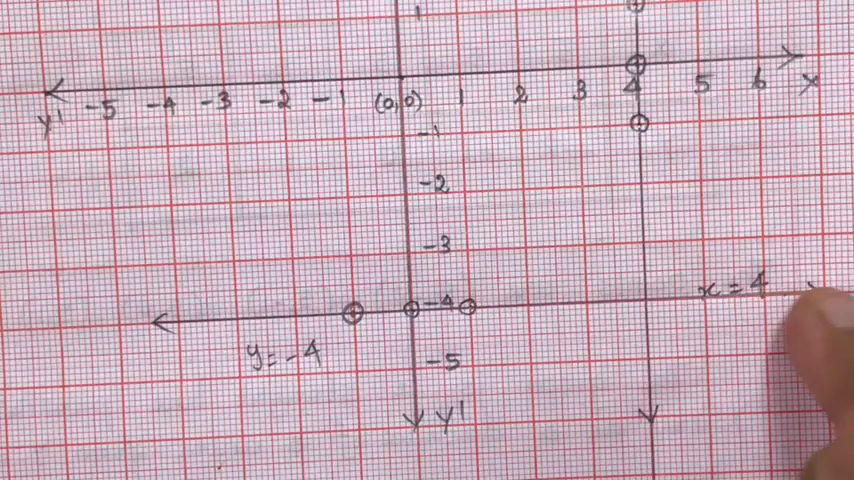 1
y' -5 -4 -3 -2 -1 (0,0) 1 2 3 4 5 6 x
-1
-2
-3
-4 x = 4
y = -4
-5
y'